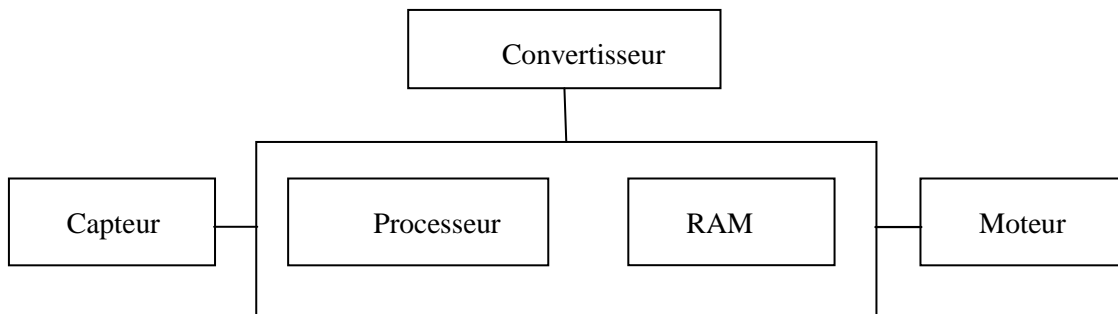 Convertisseur
Capteur
Processeur
RAM
Moteur